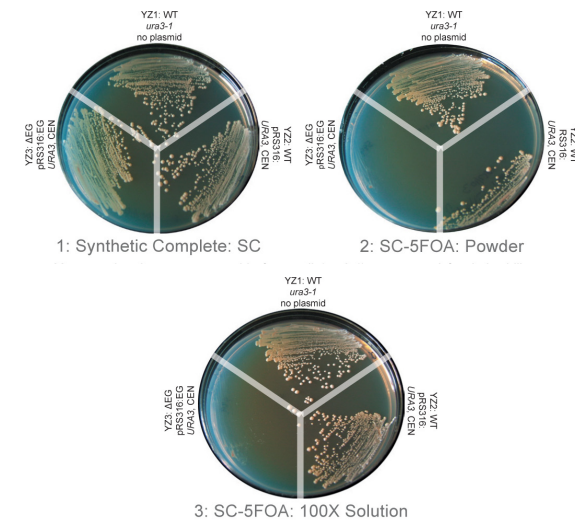 YZ1: WT
ura3-1
no plasmid
YZ3: ΔEG
pRS316:EG
URA3, CEN
YZ2: WT
pRS316:
URA3, CEN
1: Synthetic Complete: SC
YZ1: WT
ura3-1
no plasmid
YZ3: ΔEG
pRS316:EG
URA3, CEN
YZ2: WT
RS316:
URA3, CEN
2: SC-5FOA: Powder
YZ1: WT
ura3-1
no plasmid
YZ3: ΔEG
pRS316:EG
URA3, CEN
YZ2: WT
pRS316:
URA3, CEN
3: SC-5FOA: 100X Solution